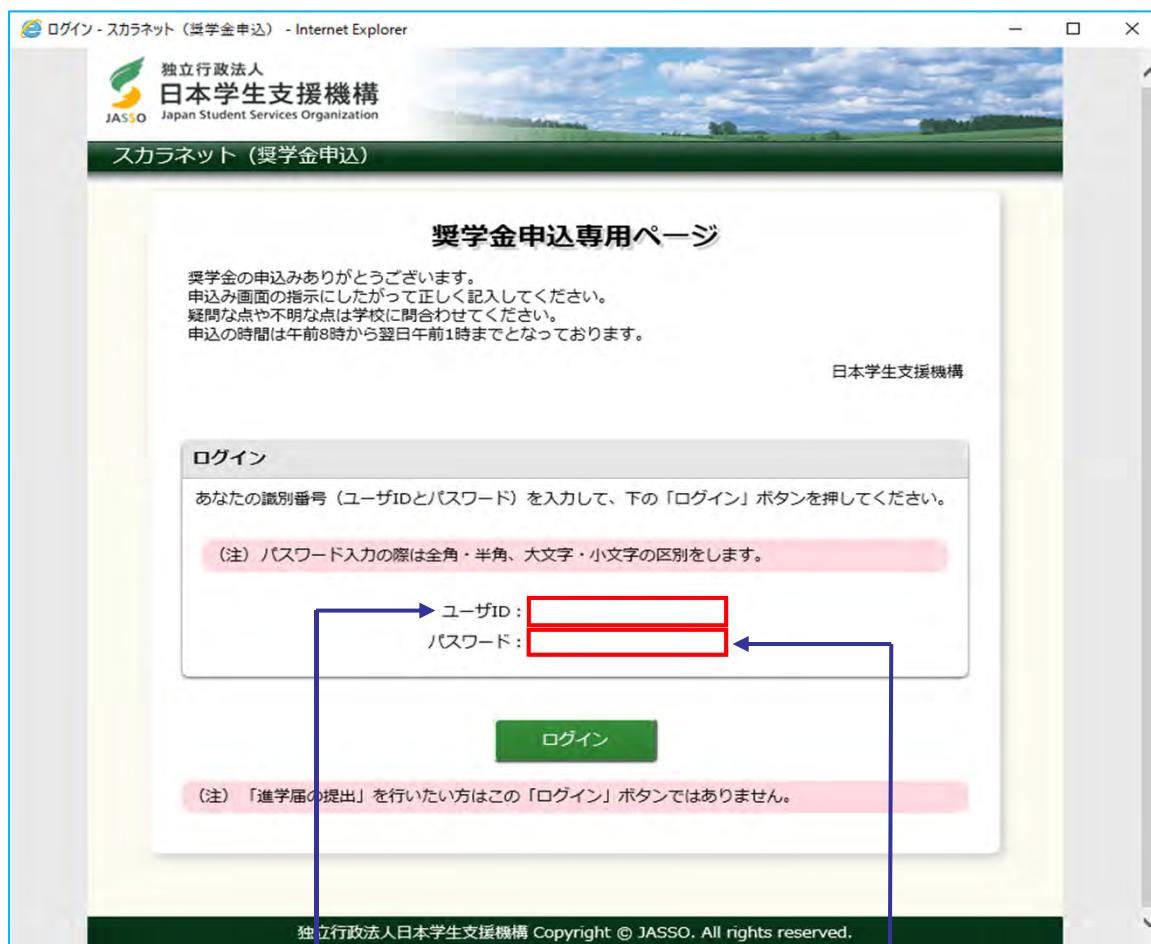 ログイン - スカラネット（奨学金申込） - Internet Explorer
独立行政法人
日本学生支援機構
JASSO Japan Student Services Organization
スカラネット（奨学金申込）
奨学金申込専用ページ
奨学金の申込みありがとうございます。
申込み画面の指示にしたがって正しく記入してください。
疑問な点や不明な点は学校に問合わせてください。
申込の時間は午前8時から翌日午前1時までとなっております。
日本学生支援機構
ログイン
あなたの識別番号（ユーザIDとパスワード）を入力して、下の「ログイン」ボタンを押してください。
（注）パスワード入力の際は全角・半角、大文字・小文字の区別をします。
ユーザID：
パスワード：
ログイン
（注）「進学届の提出」を行いたい方はこの「ログイン」ボタンではありません。
独立行政法人日本学生支援機構 Copyright © JASSO. All rights reserved.